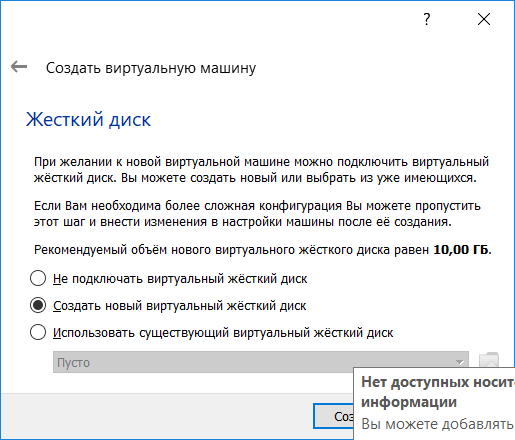 ?
Создать виртуальную машину
Жесткий диск
При желании к новой виртуальной машине можно подключить виртуальный
жёсткий диск. Вы можете создать новый или выбрать из уже имеющихся.
Если Вам необходима более сложная конфигурация Вы можете пропустить
этот шаг и внести изменения в настройки машины после её создания.
Рекомендуемый объём нового виртуального жёсткого диска равен 10,00 ГБ.
Не подключать виртуальный жёсткий диск
Создать новый виртуальный жёсткий диск
Использовать существующий виртуальный жёсткий диск
Пусто
Нет доступных носит
информации
Соз
Вы можете добавлять